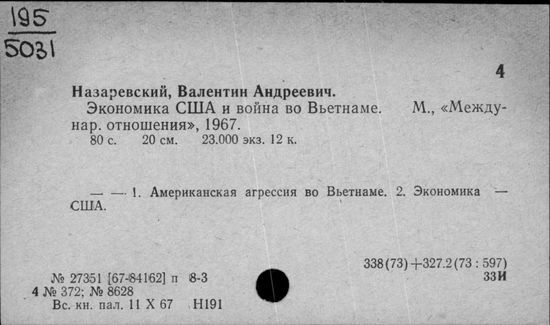 195
5031
4
Назаревский, Валентин Андреевич.
Экономика США и война во Вьетнаме. М., «Между-
нар. отношения», 1967.
80 с. 20 см. 23.000 экз. 12 к.
— — 1. Американская агрессия во Вьетнаме. 2. Экономика —
США.
338(73)+327.2(73:597)
33И
№ 27351 [67-84162] п 8-3
4 № 372; № 8628
Вс. кн. пал. 11 X 67 Н191